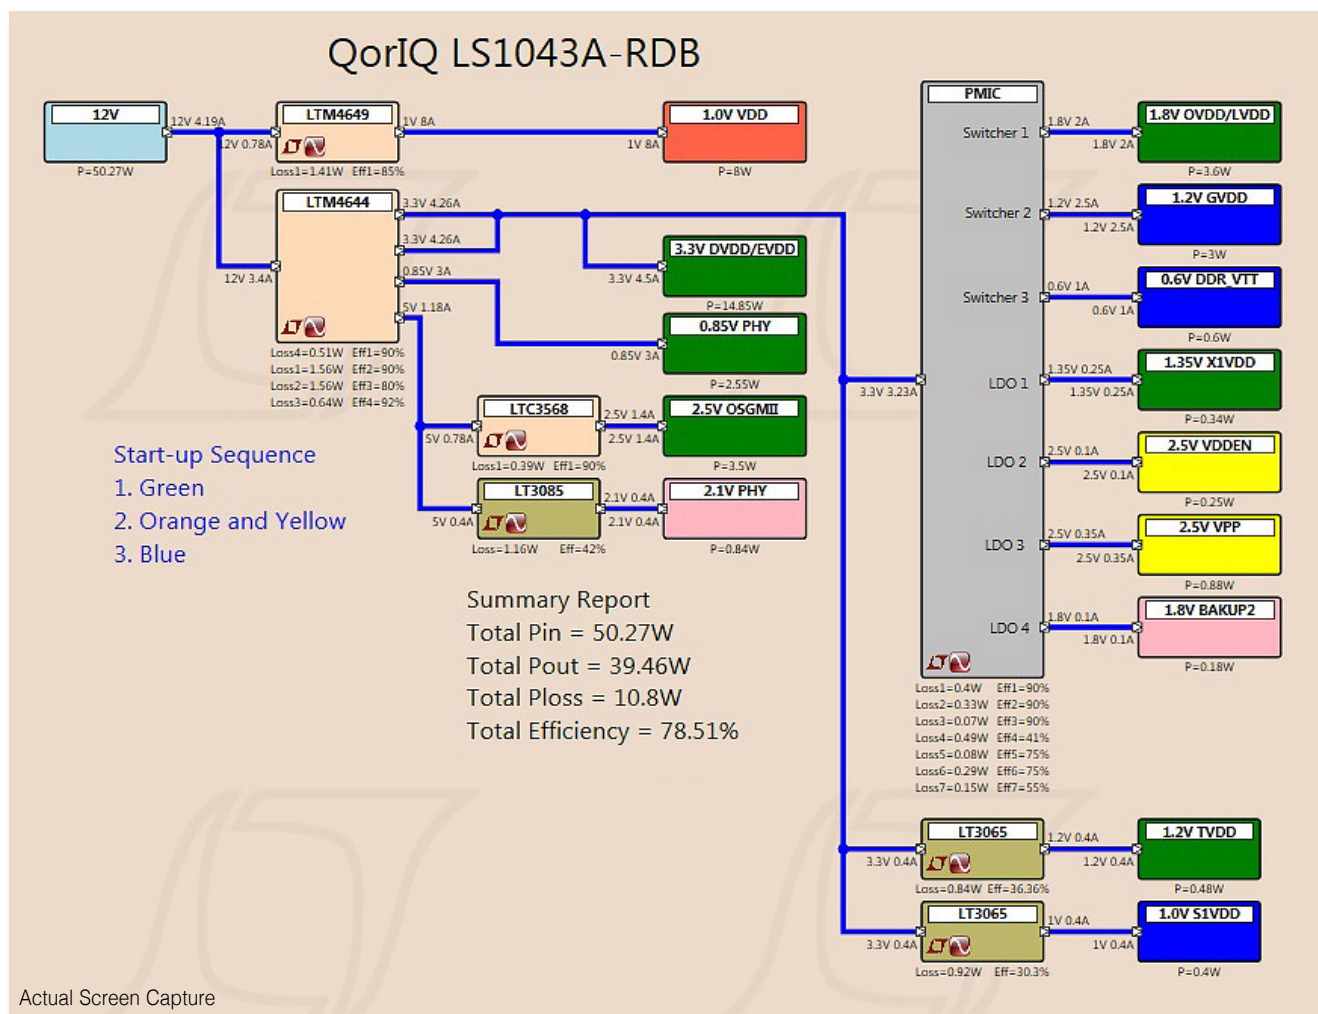 QorIQ LS1043A-RDB
12V
12V 4.19A
P=50.27W
LTM4649
12V 0.78A
1V 8A
Loss1=1.41W Eff1=85%
1.0V VDD
1V 8A
P=8W
LTM4644
12V 3.4A
3.3V 4.26A
3.3V 4.26A
0.85V 3A
5V 1.18A
Loss4=0.51W Eff1=90%
Loss1=1.56W Eff2=90%
Loss2=1.56W Eff3=80%
Loss3=0.64W Eff4=92%
3.3V DVDD/EVDD
3.3V 4.5A
P=14.85W
0.85V PHY
0.85V 3A
P=2.55W
LTC3568
5V 0.78A
2.5V 1.4A
Loss1=0.39W Eff1=90%
2.5V OSGMII
2.5V 1.4A
P=3.5W
LT3085
5V 0.4A
2.1V 0.4A
Loss=1.16W Eff=42%
2.1V PHY
2.1V 0.4A
P=0.84W
Start-up Sequence
1. Green
2. Orange and Yellow
3. Blue
Summary Report
Total Pin = 50.27W
Total Pout = 39.46W
Total Ploss = 10.8W
Total Efficiency = 78.51%
PMIC
3.3V 3.23A
Switcher 1
1.8V 2A
1.8V OVDD/LVDD
1.8V 2A
P=3.6W
Switcher 2
1.2V 2.5A
1.2V GVDD
1.2V 2.5A
P=3W
Switcher 3
0.6V 1A
0.6V DDR_VTT
0.6V 1A
P=0.6W
LDO 1
1.35V 0.25A
1.35V X1VDD
1.35V 0.25A
P=0.34W
LDO 2
2.5V 0.1A
2.5V VDDEN
2.5V 0.1A
P=0.25W
LDO 3
2.5V 0.35A
2.5V VPP
2.5V 0.35A
P=0.88W
LDO 4
1.8V 0.1A
1.8V BAKUP2
1.8V 0.1A
P=0.18W
Loss1=0.4W Eff1=90%
Loss2=0.33W Eff2=90%
Loss3=0.07W Eff3=90%
Loss4=0.49W Eff4=41%
Loss5=0.08W Eff5=75%
Loss6=0.29W Eff6=75%
Loss7=0.15W Eff7=55%
LT3065
3.3V 0.4A
1.2V 0.4A
Loss=0.84W Eff=36.36%
1.2V TVDD
1.2V 0.4A
P=0.48W
LT3065
3.3V 0.4A
1V 0.4A
Loss=0.92W Eff=30.3%
1.0V S1VDD
1V 0.4A
P=0.4W
Actual Screen Capture